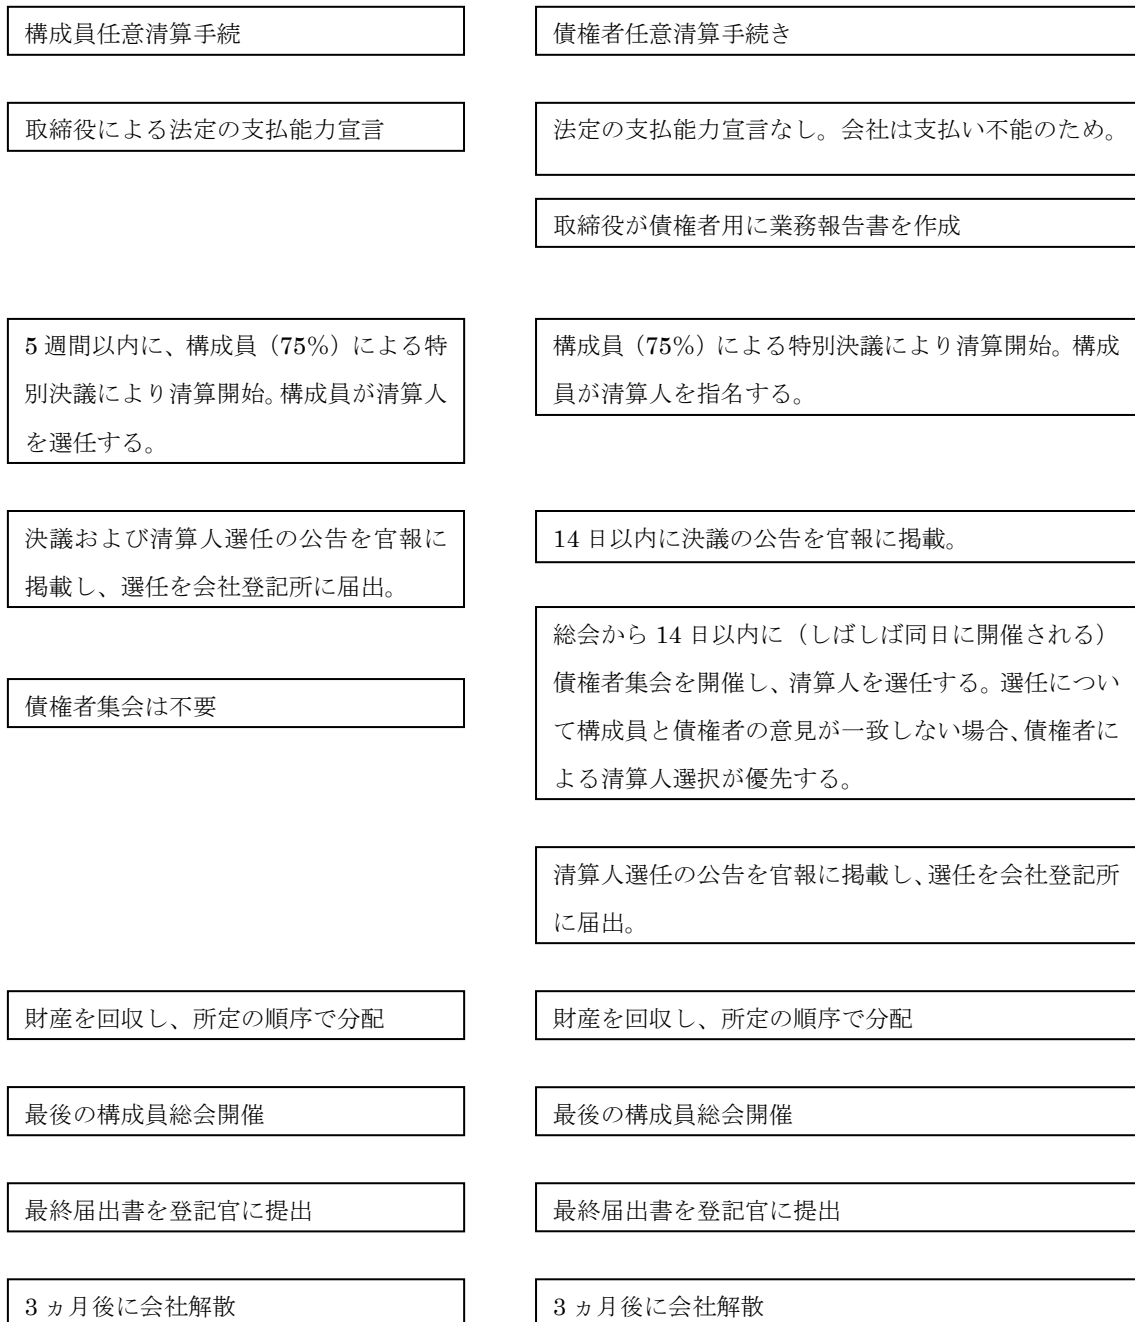 構成員任意清算手続
債権者任意清算手続き
取締役による法定の支払能力宣言
法定の支払能力宣言なし。会社は支払い不能のため。
取締役が債権者用に業務報告書を作成
5 週間以内に、構成員（75%）による特
別決議により清算開始。構成員が清算人
を選任する。
構成員（75%）による特別決議により清算開始。構成
員が清算人を指名する。
決議および清算人選任の公告を官報に
掲載し、選任を会社登記所に届出。
14 日以内に決議の公告を官報に掲載。
債権者集会は不要
総会から 14 日以内に（しばしば同日に開催される）
債権者集会を開催し、清算人を選任する。選任につい
て構成員と債権者の意見が一致しない場合、債権者に
よる清算人選択が優先する。
清算人選任の公告を官報に掲載し、選任を会社登記所
に届出。
財産を回収し、所定の順序で分配
財産を回収し、所定の順序で分配
最後の構成員総会開催
最後の構成員総会開催
最終届出書を登記官に提出
最終届出書を登記官に提出
3 ヵ月後に会社解散
3 ヵ月後に会社解散